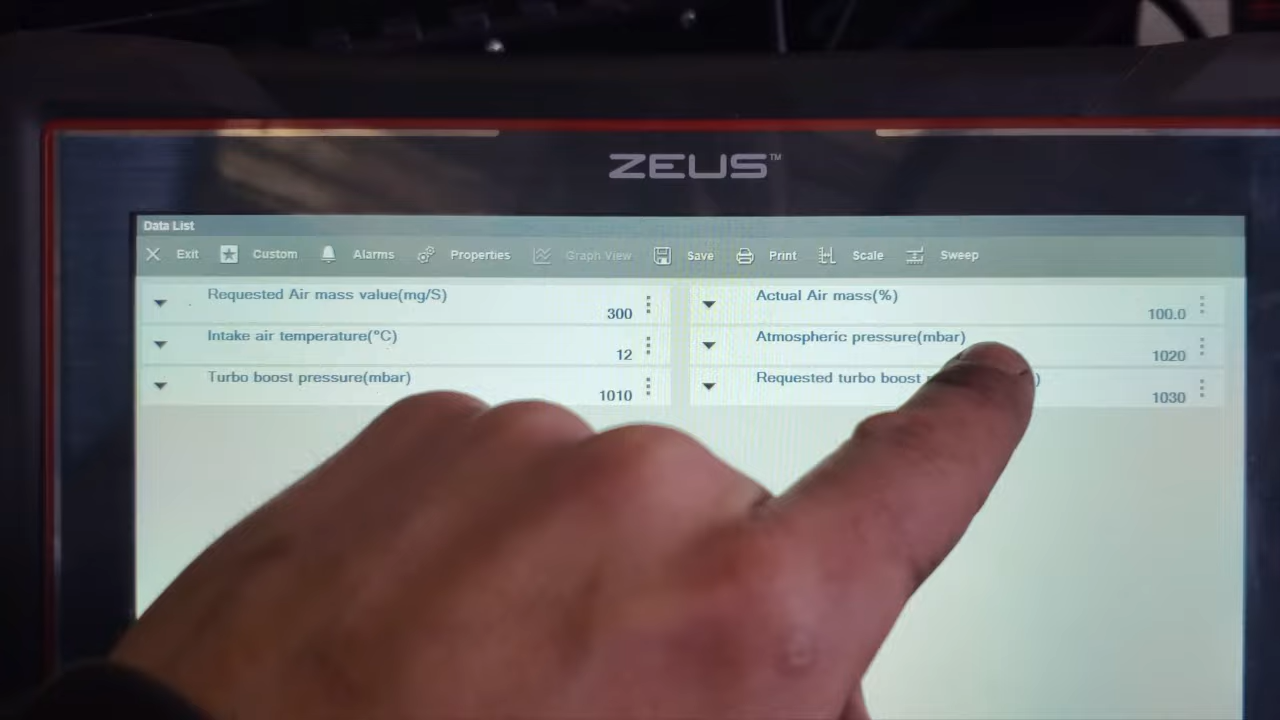 ZEUS™
Data List
Exit Custom Alarms Properties Graph View Save Print Scale Sweep
Requested Air mass value(mg/S) 300
Actual Air mass(%) 100.0
Intake air temperature(°C) 12
Atmospheric pressure(mbar) 1020
Turbo boost pressure(mbar) 1010
Requested turbo boost 1030